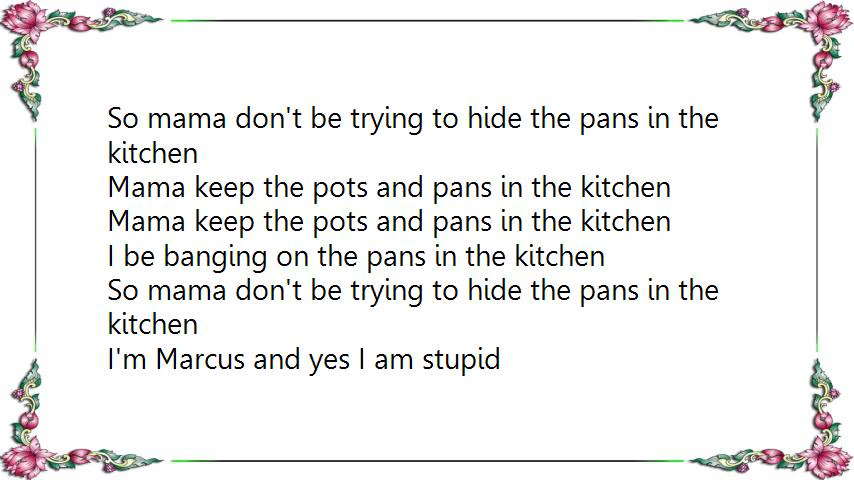 So mama don't be trying to hide the pans in the
kitchen
Mama keep the pots and pans in the kitchen
Mama keep the pots and pans in the kitchen
I be banging on the pans in the kitchen
So mama don't be trying to hide the pans in the
kitchen
I'm Marcus and yes I am stupid